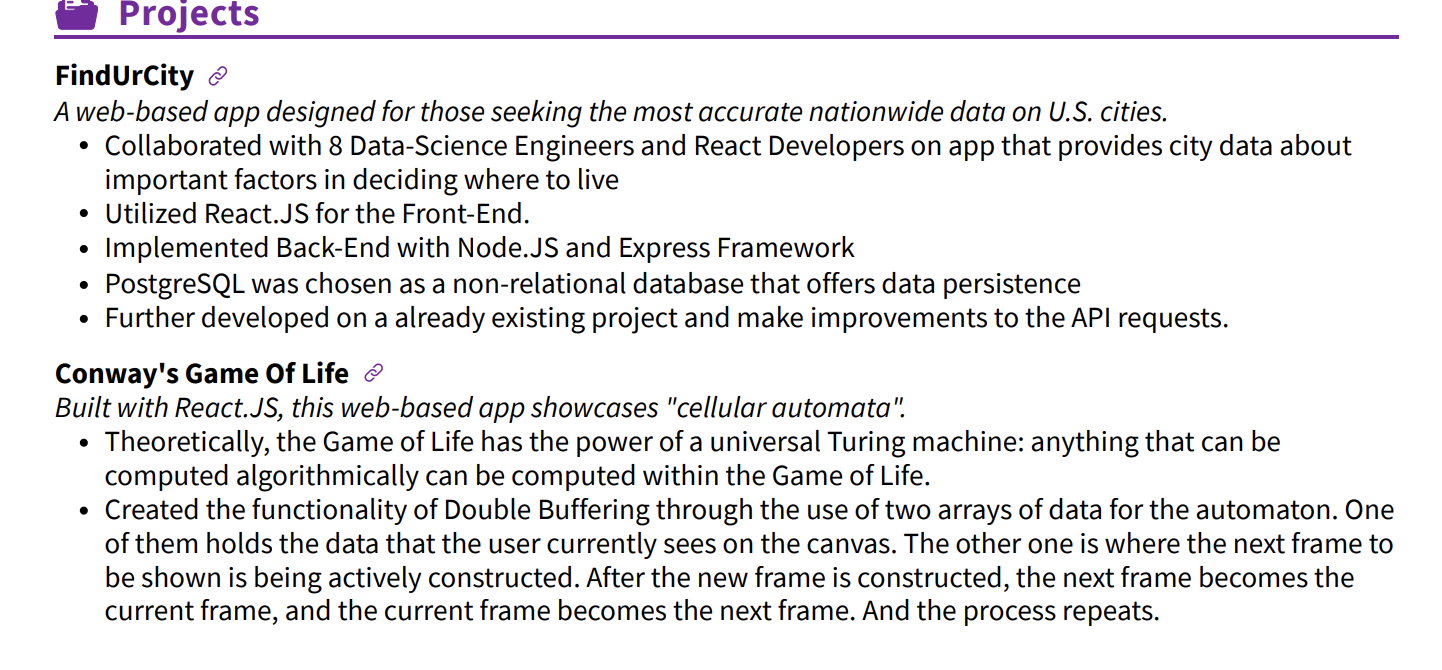 Projects
FindUrCity
A web-based app designed for those seeking the most accurate nationwide data on U.S. cities.
• Collaborated with 8 Data-Science Engineers and React Developers on app that provides city data about
important factors in deciding where to live
• Utilized React.JS for the Front-End.
• Implemented Back-End with Node.JS and Express Framework
• PostgreSQL was chosen as a non-relational database that offers data persistence
• Further developed on a already existing project and make improvements to the API requests.
Conway's Game Of Life
Built with React.JS, this web-based app showcases "cellular automata".
• Theoretically, the Game of Life has the power of a universal Turing machine: anything that can be
computed algorithmically can be computed within the Game of Life.
• Created the functionality of Double Buffering through the use of two arrays of data for the automaton. One
of them holds the data that the user currently sees on the canvas. The other one is where the next frame to
be shown is being actively constructed. After the new frame is constructed, the next frame becomes the
current frame, and the current frame becomes the next frame. And the process repeats.